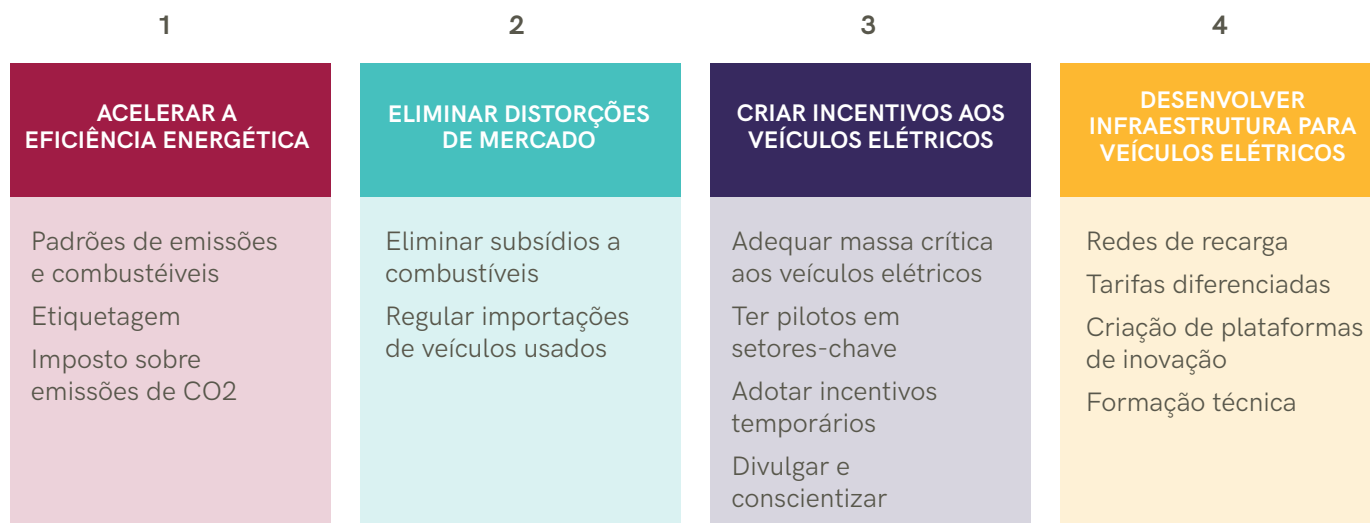 1
ACELERAR A
EFICIÊNCIA ENERGÉTICA
Padrões de emissões
e combustéiveis
Etiquetagem
Imposto sobre
emissões de CO2
2
ELIMINAR DISTORÇÕES
DE MERCADO
Eliminar subsídios a
combustíveis
Regular importações
de veículos usados
3
CRIAR INCENTIVOS AOS
VEÍCULOS ELÉTRICOS
Adequar massa crítica
aos veículos elétricos
Ter pilotos em
setores-chave
Adotar incentivos
temporários
Divulgar e
conscientizar
4
DESENVOLVER
INFRAESTRUTURA PARA
VEÍCULOS ELÉTRICOS
Redes de recarga
Tarifas diferenciadas
Criação de plataformas
de inovação
Formação técnica